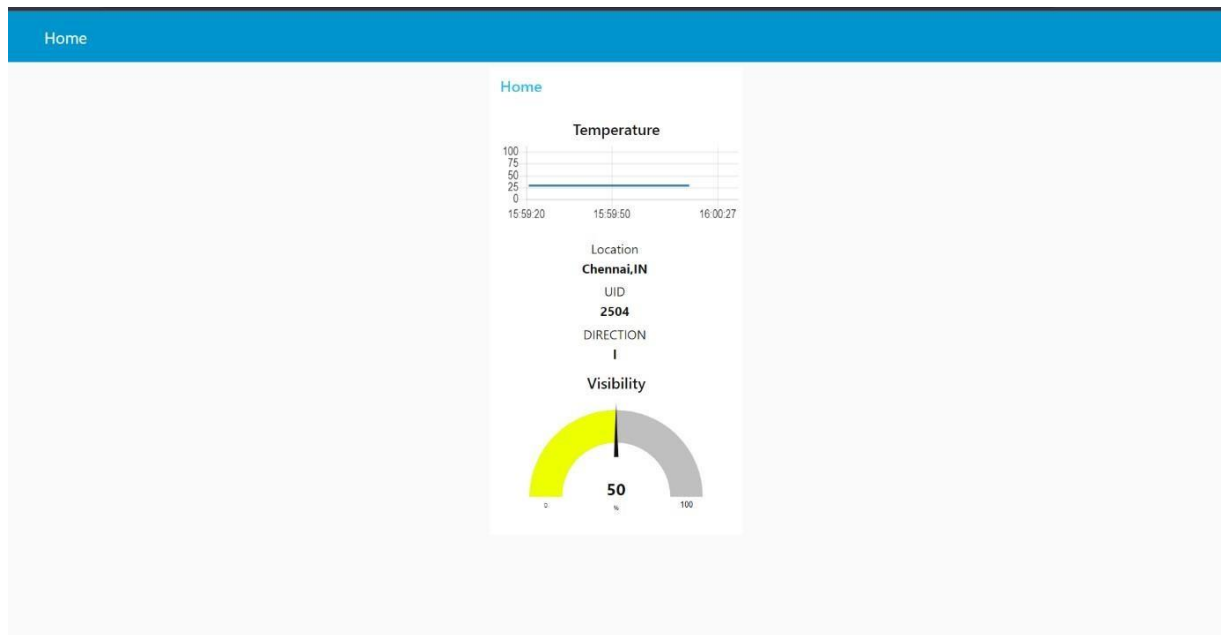 Home
Home
Temperature
100
75
50
25
0
15:59:20 15:59:50 16:00:27
Location
Chennai,IN
UID
2504
DIRECTION
l
Visibility
50
0 % 100